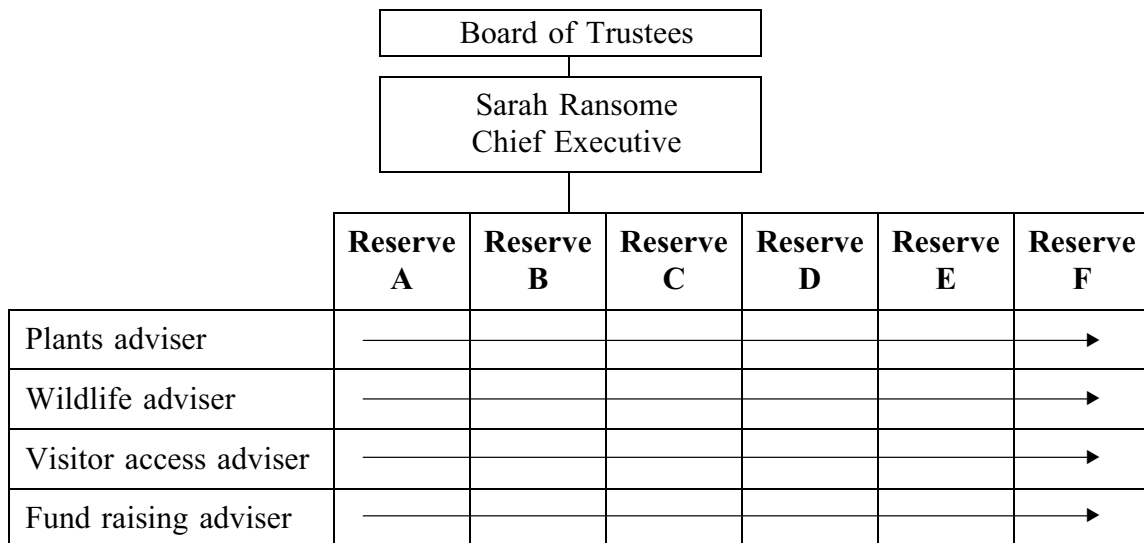 Board of Trustees
Sarah Ransome
Chief Executive
Reserve Reserve Reserve Reserve Reserve Reserve
A B C D E F
Plants adviser
Wildlife adviser
Visitor access adviser
Fund raising adviser